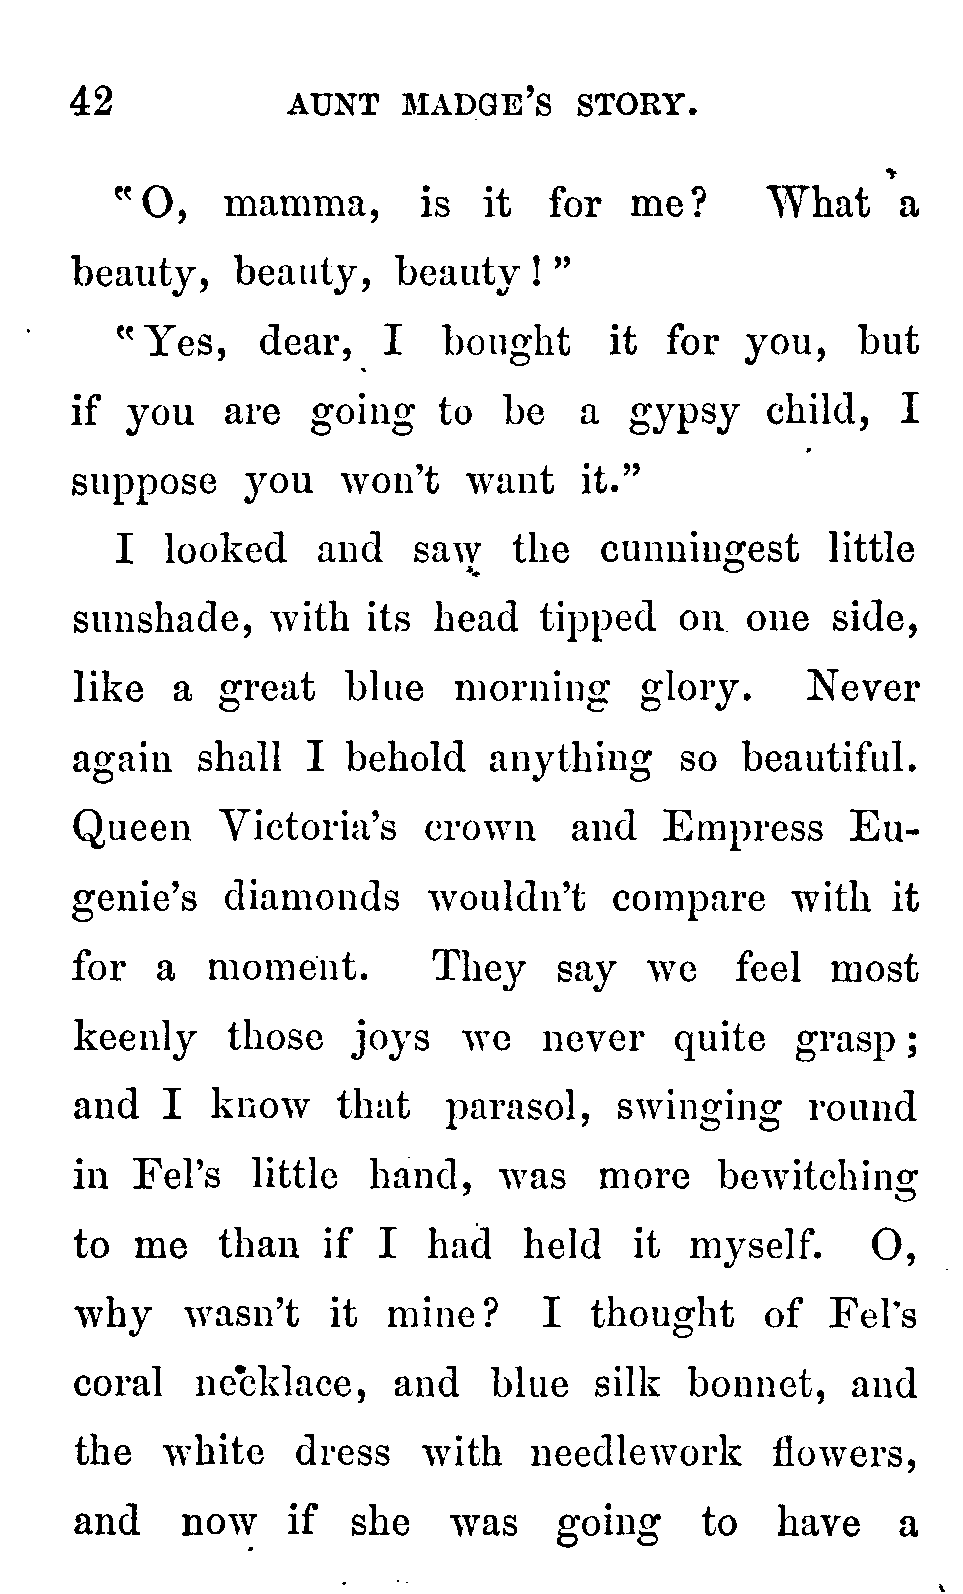 42 AUNT MADGE'S STORY.
"O, mamma, is it for me? What a
beauty, beauty, beauty!"
"Yes, dear, I bought it for you, but
if you are going to be a gypsy child, I
suppose you won't want it."
I looked and saw the cunningest little
sunshade, with its head tipped on one side,
like a great blue morning glory. Never
again shall I behold anything so beautiful.
Queen Victoria's crown and Empress Eu-
genie's diamonds wouldn't compare with it
for a moment. They say we feel most
keenly those joys we never quite grasp;
and I know that parasol, swinging round
in Fel's little hand, was more bewitching
to me than if I had held it myself. O,
why wasn't it mine? I thought of Fel's
coral necklace, and blue silk bonnet, and
the white dress with needlework flowers,
and now if she was going to have a